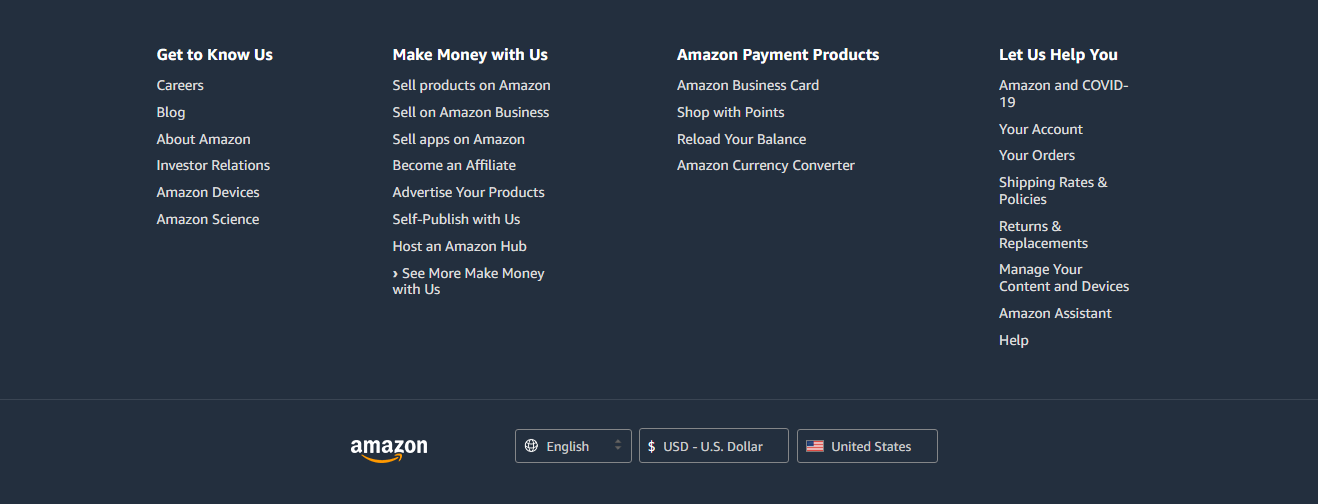 Get to Know Us
Careers
Blog
About Amazon
Investor Relations
Amazon Devices
Amazon Science
Make Money with Us
Sell products on Amazon
Sell on Amazon Business
Sell apps on Amazon
Become an Affiliate
Advertise Your Products
Self-Publish with Us
Host an Amazon Hub
› See More Make Money
with Us
Amazon Payment Products
Amazon Business Card
Shop with Points
Reload Your Balance
Amazon Currency Converter
Let Us Help You
Amazon and COVID-
19
Your Account
Your Orders
Shipping Rates &
Policies
Returns &
Replacements
Manage Your
Content and Devices
Amazon Assistant
Help
amazon
English
$ USD - U.S. Dollar
United States